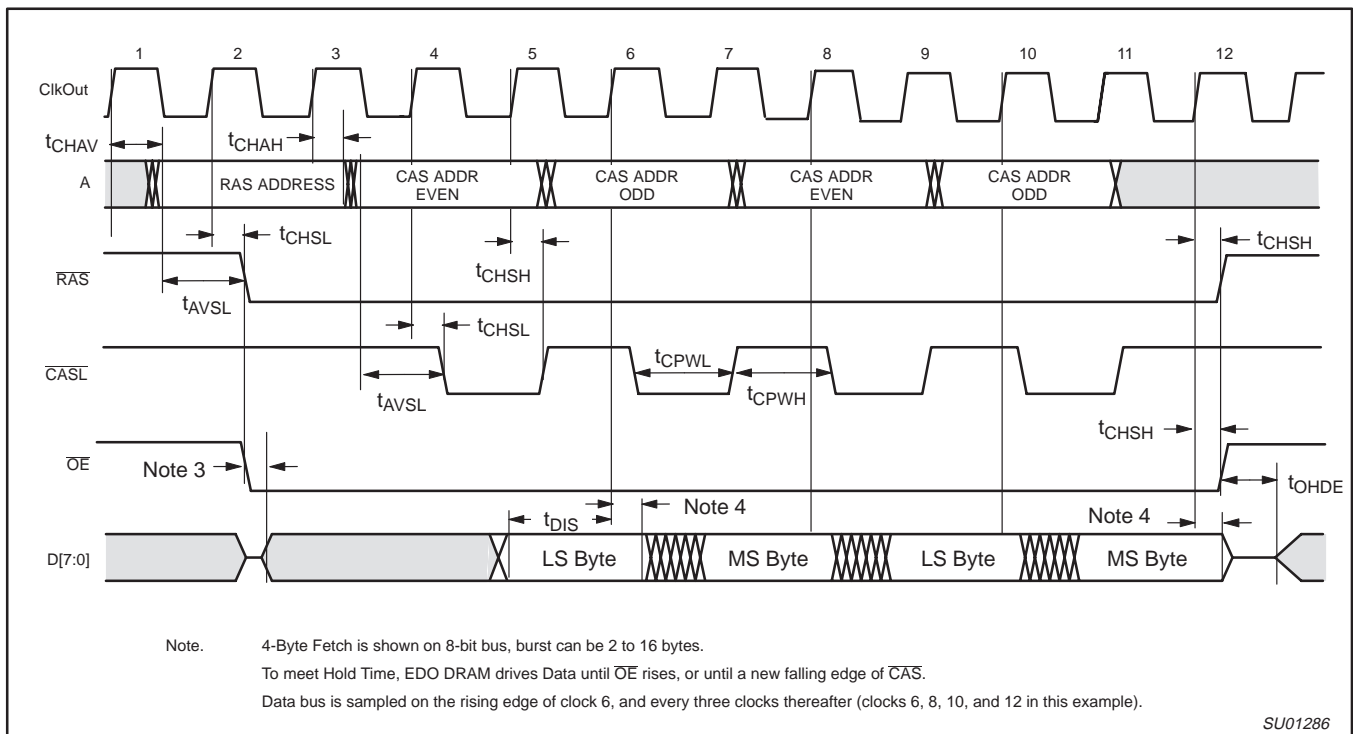 1 2 3 4 5 6 7 8 9 10 11 12
ClkOut
tCHAV
tCHAH
A
RAS ADDRESS
CAS ADDR
EVEN
CAS ADDR
ODD
CAS ADDR
EVEN
CAS ADDR
ODD
tCHSL
tCHSH
tCHSH
RAS
tAVSL
tCHSL
CASL
tAVSL
tCPWL
tCPWH
tCHSH
OE
Note 3
tOHDE
tDIS
Note 4
Note 4
D[7:0]
LS Byte
MS Byte
LS Byte
MS Byte
Note. 4-Byte Fetch is shown on 8-bit bus, burst can be 2 to 16 bytes.
To meet Hold Time, EDO DRAM drives Data until OE rises, or until a new falling edge of CAS.
Data bus is sampled on the rising edge of clock 6, and every three clocks thereafter (clocks 6, 8, 10, and 12 in this example).
SU01286